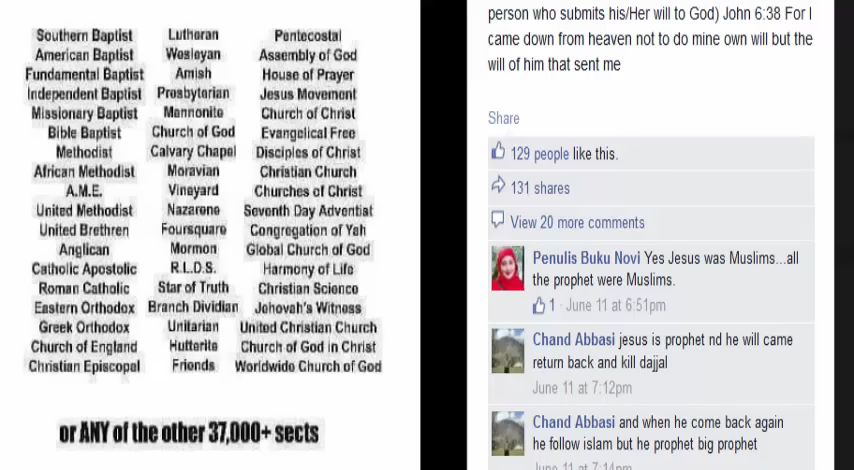 Southern Baptist
American Baptist
Fundamental Baptist
Independent Baptist
Missionary Baptist
Bible Baptist
Methodist
African Methodist
A.M.E.
United Methodist
United Brethren
Anglican
Catholic Apostolic
Roman Catholic
Eastern Orthodox
Greek Orthodox
Church of England
Christian Episcopal
Lutheran
Wesleyan
Amish
Presbyterian
Mennonite
Church of God
Calvary Chapel
Moravian
Vineyard
Nazarene
Foursquare
Mormon
R.L.D.S.
Star of Truth
Branch Dividian
Unitarian
Hutterite
Friends
Pentecostal
Assembly of God
House of Prayer
Jesus Movement
Church of Christ
Evangelical Free
Disciples of Christ
Christian Church
Churches of Christ
Seventh Day Adventist
Congregation of Yah
Global Church of God
Harmony of Life
Christian Science
Jehovah's Witness
United Christian Church
Church of God in Christ
Worldwide Church of God
or ANY of the other 37,000+ sects
person who submits his/Her will to God) John 6:38 For I
came down from heaven not to do mine own will but the
will of him that sent me
Share
129 people like this.
131 shares
View 20 more comments
Penulis Buku Novi Yes Jesus was Muslims...all
the prophet were Muslims.
1 · June 11 at 6:51pm
Chand Abbasi jesus is prophet nd he will came
return back and kill dajjal
June 11 at 7:12pm
Chand Abbasi and when he come back again
he follow islam but he prophet big prophet
June 11 at 7:14pm